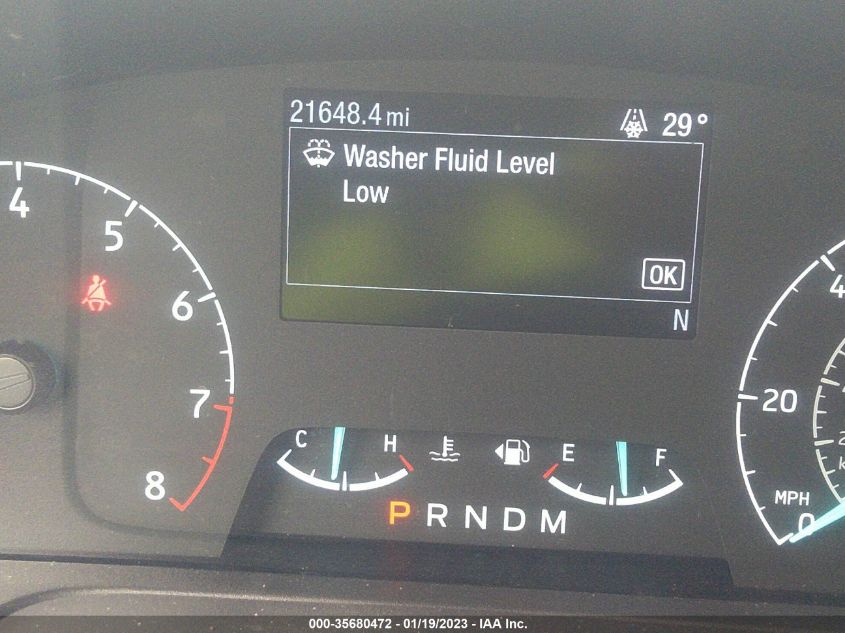 21648.4 mi 29°
Washer Fluid Level
Low
OK
N
4
5
6
7
8
C H
E F
P R N D M
20
MPH
0
000-35680472 - 01/19/2023 - IAA Inc.